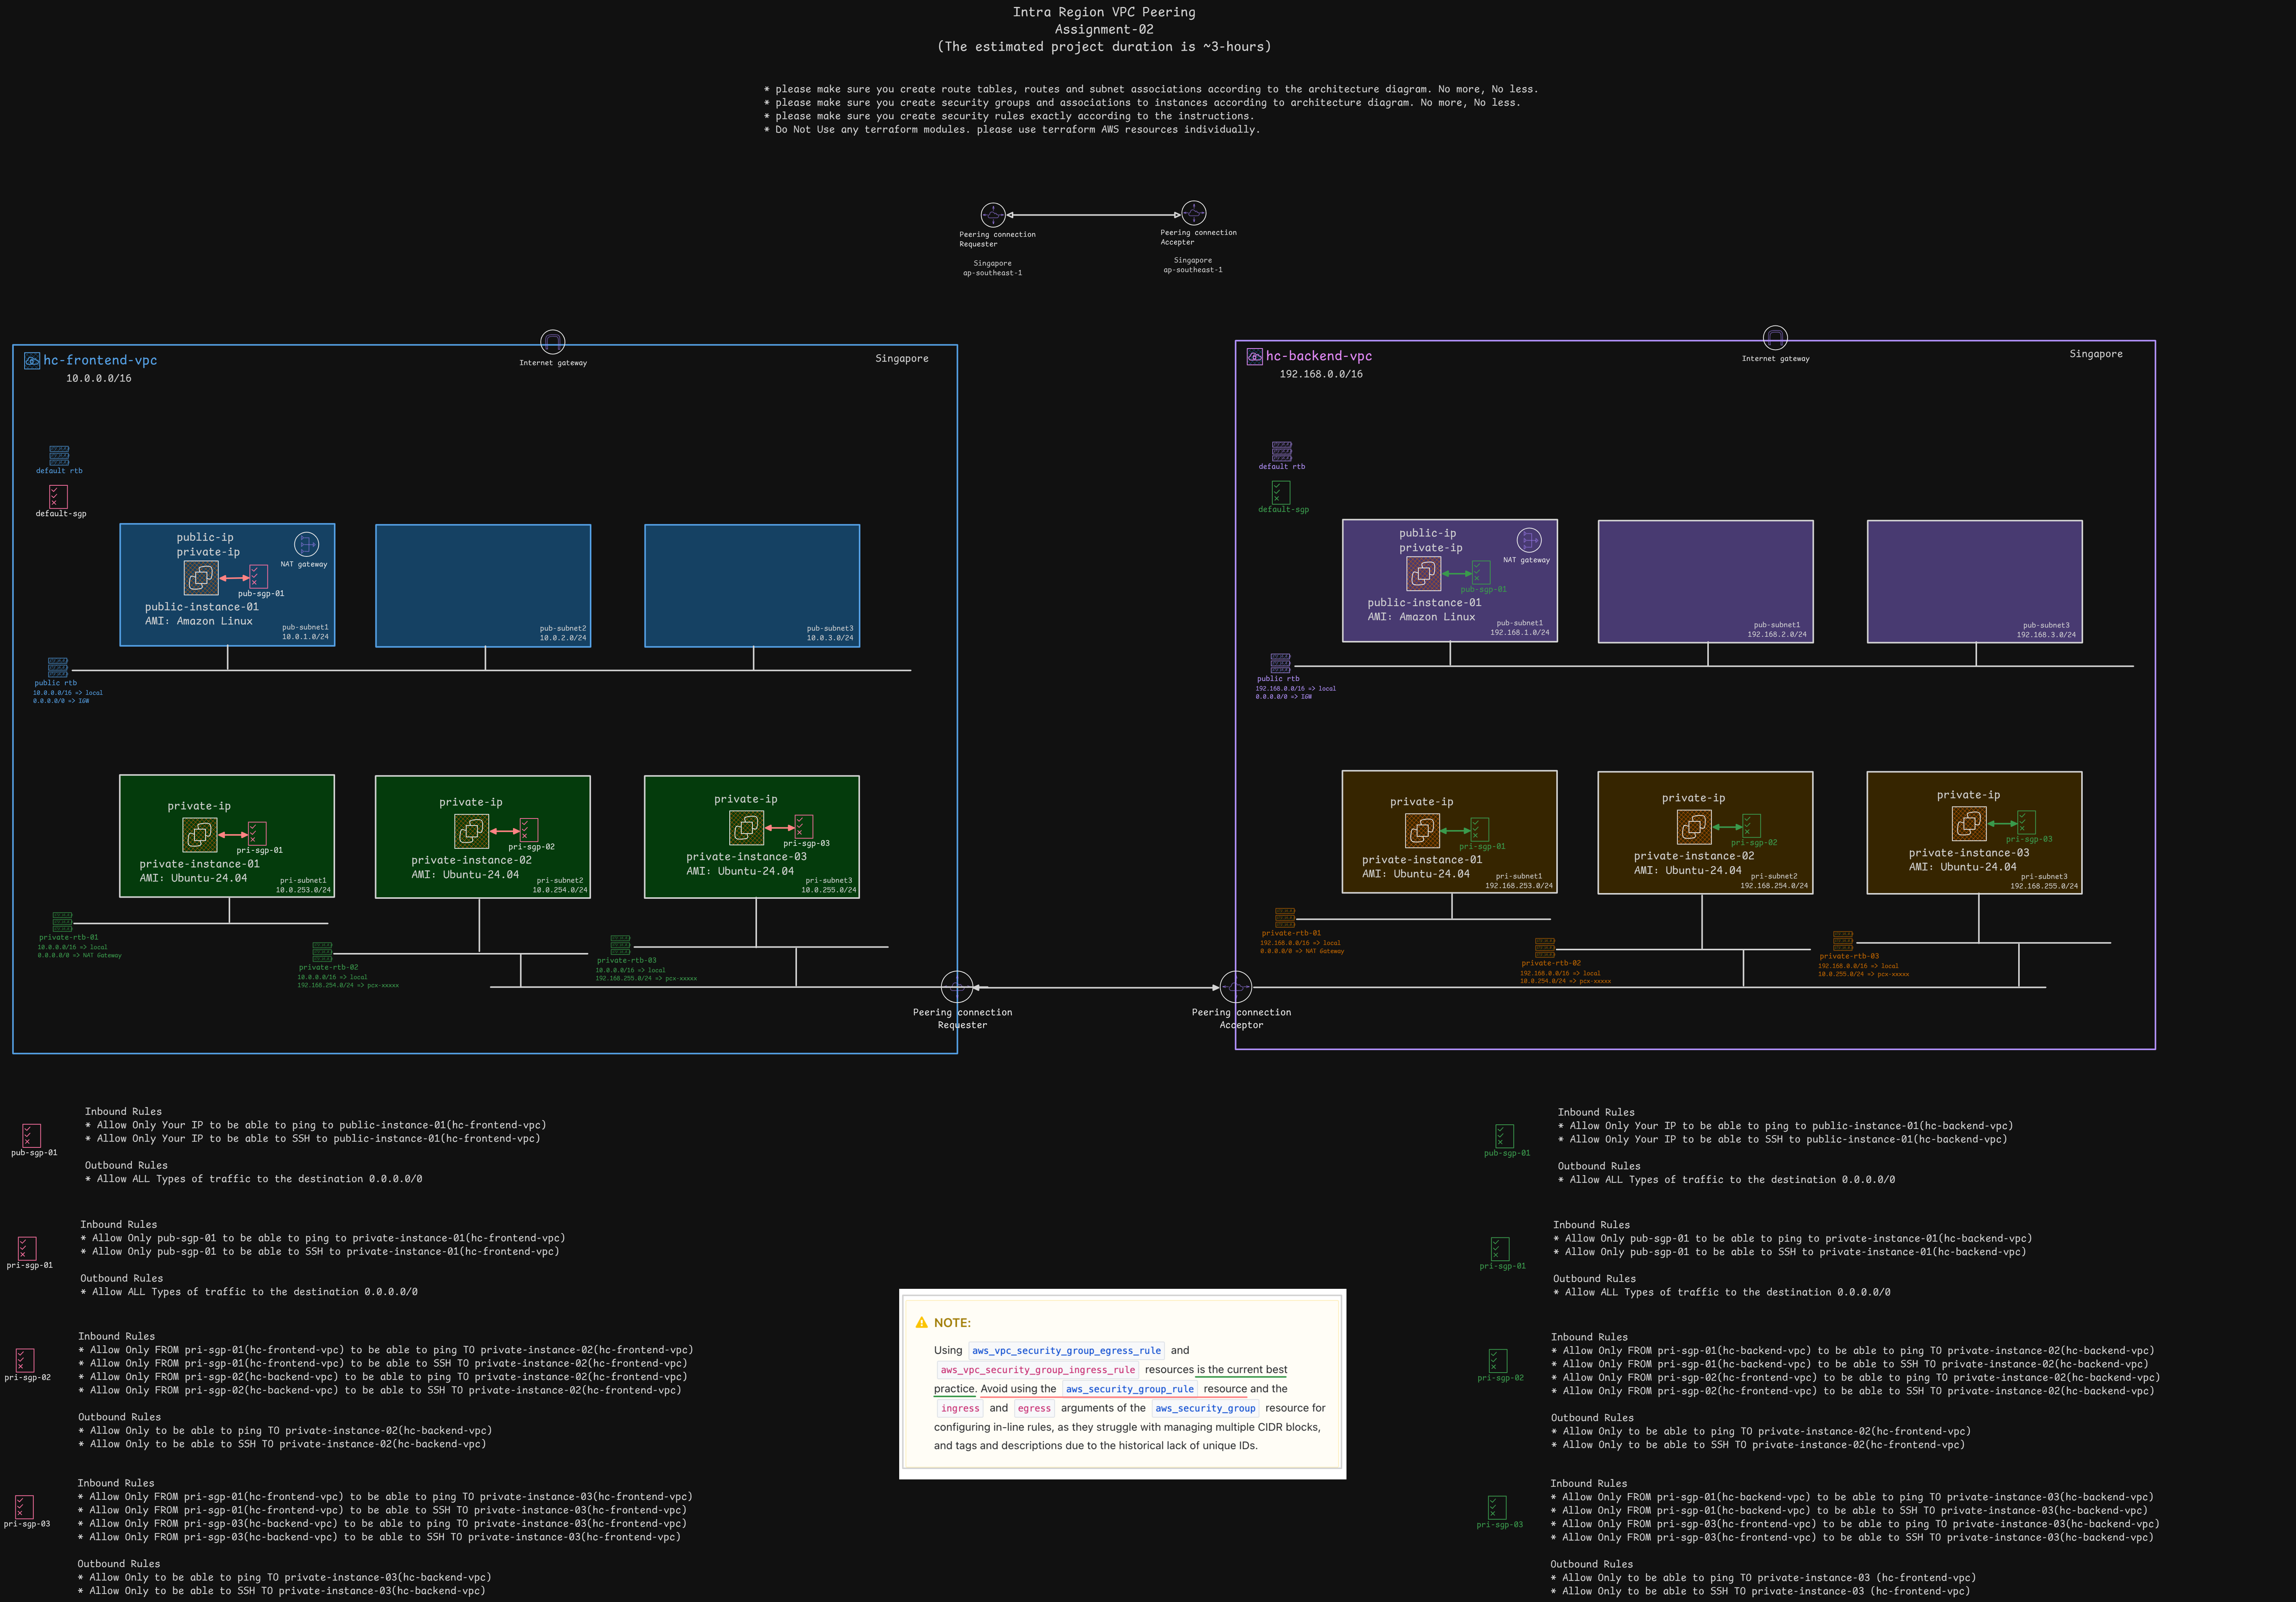 Intra Region VPC Peering
Assignment-02
(The estimated project duration is ~3-hours)
* please make sure you create route tables, routes and subnet associations according to the architecture diagram. No more, No less.
* please make sure you create security groups and associations to instances according to architecture diagram. No more, No less.
* please make sure you create security rules exactly according to the instructions.
* Do Not Use any terraform modules. please use terraform AWS resources individually.
Peering connection
Requester
Singapore
ap-southeast-1
Peering connection
Accepter
Singapore
ap-southeast-1
hc-frontend-vpc
10.0.0.0/16
Internet gateway
Singapore
default rtb
default-sgp
public-ip
private-ip
NAT gateway
pub-sgp-01
public-instance-01
AMI: Amazon Linux
pub-subnet1
10.0.1.0/24
pub-subnet2
10.0.2.0/24
pub-subnet3
10.0.3.0/24
public rtb
10.0.0.0/16 => local
0.0.0.0/0 => IGW
private-ip
pri-sgp-01
private-instance-01
AMI: Ubuntu-24.04
pri-subnet1
10.0.253.0/24
private-ip
pri-sgp-02
private-instance-02
AMI: Ubuntu-24.04
pri-subnet2
10.0.254.0/24
private-ip
pri-sgp-03
private-instance-03
AMI: Ubuntu-24.04
pri-subnet3
10.0.255.0/24
private-rtb-01
10.0.0.0/16 => local
0.0.0.0/0 => NAT Gateway
private-rtb-02
10.0.0.0/16 => local
192.168.254.0/24 => pcx-xxxxx
private-rtb-03
10.0.0.0/16 => local
192.168.255.0/24 => pcx-xxxxx
Peering connection
Requester
hc-backend-vpc
192.168.0.0/16
Internet gateway
Singapore
default rtb
default-sgp
public-ip
private-ip
NAT gateway
pub-sgp-01
public-instance-01
AMI: Amazon Linux
pub-subnet1
192.168.1.0/24
pub-subnet1
192.168.2.0/24
pub-subnet3
192.168.3.0/24
public rtb
192.168.0.0/16 => local
0.0.0.0/0 => IGW
private-ip
pri-sgp-01
private-instance-01
AMI: Ubuntu-24.04
pri-subnet1
192.168.253.0/24
private-ip
pri-sgp-02
private-instance-02
AMI: Ubuntu-24.04
pri-subnet2
192.168.254.0/24
private-ip
pri-sgp-03
private-instance-03
AMI: Ubuntu-24.04
pri-subnet3
192.168.255.0/24
private-rtb-01
192.168.0.0/16 => local
0.0.0.0/0 => NAT Gateway
private-rtb-02
192.168.0.0/16 => local
10.0.254.0/24 => pcx-xxxxx
private-rtb-03
192.168.0.0/16 => local
10.0.255.0/24 => pcx-xxxxx
Peering connection
Acceptor
pub-sgp-01
Inbound Rules
* Allow Only Your IP to be able to ping to public-instance-01(hc-frontend-vpc)
* Allow Only Your IP to be able to SSH to public-instance-01(hc-frontend-vpc)
Outbound Rules
* Allow ALL Types of traffic to the destination 0.0.0.0/0
pri-sgp-01
Inbound Rules
* Allow Only pub-sgp-01 to be able to ping to private-instance-01(hc-frontend-vpc)
* Allow Only pub-sgp-01 to be able to SSH to private-instance-01(hc-frontend-vpc)
Outbound Rules
* Allow ALL Types of traffic to the destination 0.0.0.0/0
pri-sgp-02
Inbound Rules
* Allow Only FROM pri-sgp-01(hc-frontend-vpc) to be able to ping TO private-instance-02(hc-frontend-vpc)
* Allow Only FROM pri-sgp-01(hc-frontend-vpc) to be able to SSH TO private-instance-02(hc-frontend-vpc)
* Allow Only FROM pri-sgp-02(hc-backend-vpc) to be able to ping TO private-instance-02(hc-frontend-vpc)
* Allow Only FROM pri-sgp-02(hc-backend-vpc) to be able to SSH TO private-instance-02(hc-frontend-vpc)
Outbound Rules
* Allow Only to be able to ping TO private-instance-02(hc-backend-vpc)
* Allow Only to be able to SSH TO private-instance-02(hc-backend-vpc)
pri-sgp-03
Inbound Rules
* Allow Only FROM pri-sgp-01(hc-frontend-vpc) to be able to ping TO private-instance-03(hc-frontend-vpc)
* Allow Only FROM pri-sgp-01(hc-frontend-vpc) to be able to SSH TO private-instance-03(hc-frontend-vpc)
* Allow Only FROM pri-sgp-03(hc-backend-vpc) to be able to ping TO private-instance-03(hc-frontend-vpc)
* Allow Only FROM pri-sgp-03(hc-backend-vpc) to be able to SSH TO private-instance-03(hc-frontend-vpc)
Outbound Rules
* Allow Only to be able to ping TO private-instance-03(hc-backend-vpc)
* Allow Only to be able to SSH TO private-instance-03(hc-backend-vpc)
NOTE:
Using aws_vpc_security_group_egress_rule and
aws_vpc_security_group_ingress_rule resources is the current best
practice. Avoid using the aws_security_group_rule resource and the
ingress and egress arguments of the aws_security_group resource for
configuring in-line rules, as they struggle with managing multiple CIDR blocks,
and tags and descriptions due to the historical lack of unique IDs.
pub-sgp-01
Inbound Rules
* Allow Only Your IP to be able to ping to public-instance-01(hc-backend-vpc)
* Allow Only Your IP to be able to SSH to public-instance-01(hc-backend-vpc)
Outbound Rules
* Allow ALL Types of traffic to the destination 0.0.0.0/0
pri-sgp-01
Inbound Rules
* Allow Only pub-sgp-01 to be able to ping to private-instance-01(hc-backend-vpc)
* Allow Only pub-sgp-01 to be able to SSH to private-instance-01(hc-backend-vpc)
Outbound Rules
* Allow ALL Types of traffic to the destination 0.0.0.0/0
pri-sgp-02
Inbound Rules
* Allow Only FROM pri-sgp-01(hc-backend-vpc) to be able to ping TO private-instance-02(hc-backend-vpc)
* Allow Only FROM pri-sgp-01(hc-backend-vpc) to be able to SSH TO private-instance-02(hc-backend-vpc)
* Allow Only FROM pri-sgp-02(hc-frontend-vpc) to be able to ping TO private-instance-02(hc-backend-vpc)
* Allow Only FROM pri-sgp-02(hc-frontend-vpc) to be able to SSH TO private-instance-02(hc-backend-vpc)
Outbound Rules
* Allow Only to be able to ping TO private-instance-02(hc-frontend-vpc)
* Allow Only to be able to SSH TO private-instance-02(hc-frontend-vpc)
pri-sgp-03
Inbound Rules
* Allow Only FROM pri-sgp-01(hc-backend-vpc) to be able to ping TO private-instance-03(hc-backend-vpc)
* Allow Only FROM pri-sgp-01(hc-backend-vpc) to be able to SSH TO private-instance-03(hc-backend-vpc)
* Allow Only FROM pri-sgp-03(hc-frontend-vpc) to be able to ping TO private-instance-03(hc-backend-vpc)
* Allow Only FROM pri-sgp-03(hc-frontend-vpc) to be able to SSH TO private-instance-03(hc-backend-vpc)
Outbound Rules
* Allow Only to be able to ping TO private-instance-03 (hc-frontend-vpc)
* Allow Only to be able to SSH TO private-instance-03 (hc-frontend-vpc)